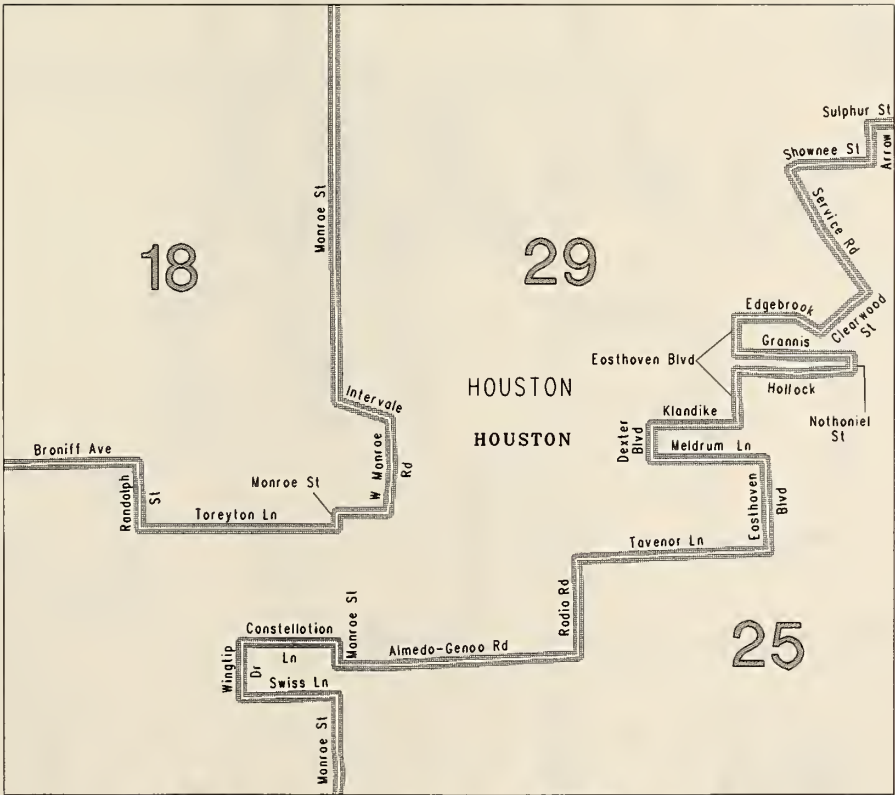 Sulphur St
Shownee St
Arrow
Monroe St
Service Rd
18
29
Edgebrook
Clearwood
St
Grannis
Eosthoven Blvd
Hollock
Intervale
HOUSTON
Klandike
Nothoniel
St
HOUSTON
Dexter
Blvd
Meldrum Ln
Broniff Ave
W Monroe
Rd
Monroe St
Randolph
St
Toreyton Ln
Eosthoven
Blvd
Tavenor Ln
Radio Rd
Constellotion
Ln
Manroe St
Almedo-Genoo Rd
25
Wingtip
Dr
Swiss Ln
Monroe St